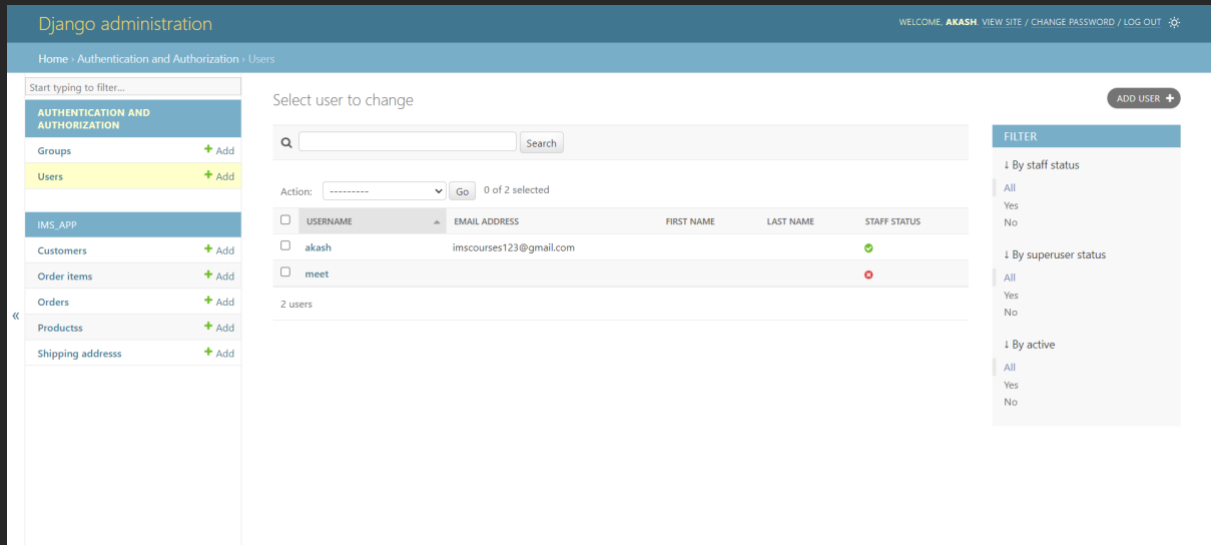 Django administration
WELCOME, AKASH. VIEW SITE / CHANGE PASSWORD / LOG OUT
Home › Authentication and Authorization › Users
Start typing to filter...
AUTHENTICATION AND
AUTHORIZATION
Groups + Add
Users + Add
IMS_APP
Customers + Add
Order items + Add
Orders + Add
Productss + Add
Shipping addresss + Add
«
Select user to change
ADD USER +
Search
Action: --------- Go 0 of 2 selected
USERNAME EMAIL ADDRESS FIRST NAME LAST NAME STAFF STATUS
akash imscourses123@gmail.com
meet
2 users
FILTER
↓ By staff status
All
Yes
No
↓ By superuser status
All
Yes
No
↓ By active
All
Yes
No